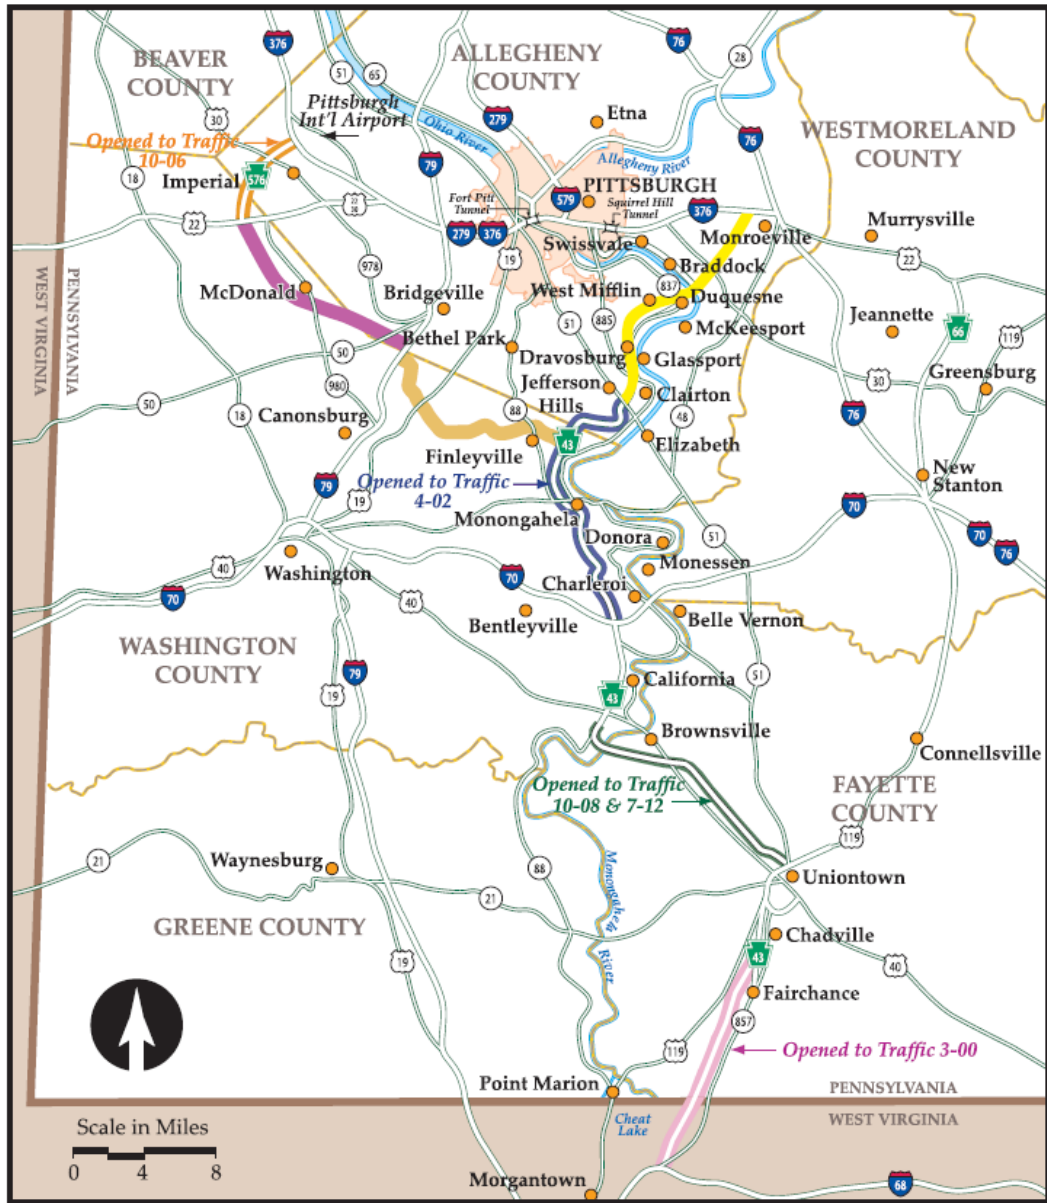 376
76
28
51
65
BEAVER
COUNTY
ALLEGHENY
COUNTY
Pittsburgh
Int'l Airport
30
279
Etna
Ohio River
Opened to Traffic
10-06
79
Allegheny River
76
WESTMORELAND
COUNTY
18
Imperial
576
22
30
Fort Pitt
Tunnel
579
PITTSBURGH
Squirrel Hill
Tunnel
376
22
279
376
Swissvale
Monroeville
Murrysville
22
19
978
Braddock
837
WEST VIRGINIA
PENNSYLVANIA
McDonald
Bridgeville
West Mifflin
Duquesne
51
885
McKeesport
Jeannette
66
119
Bethel Park
Dravosburg
Glassport
50
Greensburg
980
Jefferson
Hills
Clairton
30
50
18
88
48
76
Canonsburg
43
Finleyville
Elizabeth
79
19
Opened to Traffic
4-02
New
Stanton
Monongahela
70
51
70
76
Donora
Washington
40
70
Monessen
70
40
Charleroi
Bentleyville
Belle Vernon
WASHINGTON
COUNTY
79
19
51
California
43
Brownsville
Connellsville
Opened to Traffic
10-08 & 7-12
FAYETTE
COUNTY
119
21
Waynesburg
88
Monongahela
River
Uniontown
21
GREENE COUNTY
Chadville
19
43
40
Fairchance
857
119
Opened to Traffic 3-00
Point Marion
PENNSYLVANIA
WEST VIRGINIA
Cheat
Lake
Scale in Miles
0 4 8
Morgantown
68